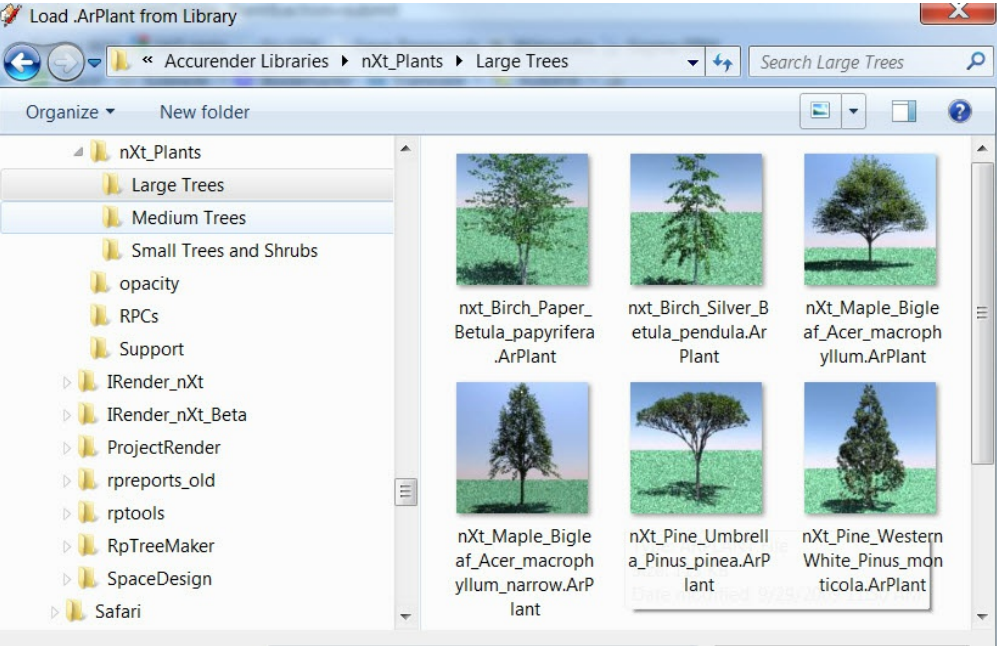 Load .ArPlant from Library
X
« Accurender Libraries ▸ nXt_Plants ▸ Large Trees
Search Large Trees
Organize
New folder
?
nXt_Plants
Large Trees
Medium Trees
Small Trees and Shrubs
opacity
RPCs
Support
IRender_nXt
IRender_nXt_Beta
ProjectRender
rpreports_old
rptools
RpTreeMaker
SpaceDesign
Safari
nxt_Birch_Paper_
Betula_papyrifera
.ArPlant
nxt_Birch_Silver_B
etula_pendula.Ar
Plant
nXt_Maple_Bigle
af_Acer_macroph
yllum.ArPlant
nXt_Maple_Bigle
af_Acer_macroph
yllum_narrow.ArP
lant
nXt_Pine_Umbrell
a_Pinus_pinea.ArP
lant
nXt_Pine_Western
White_Pinus_mon
ticola.ArPlant
Date modified: